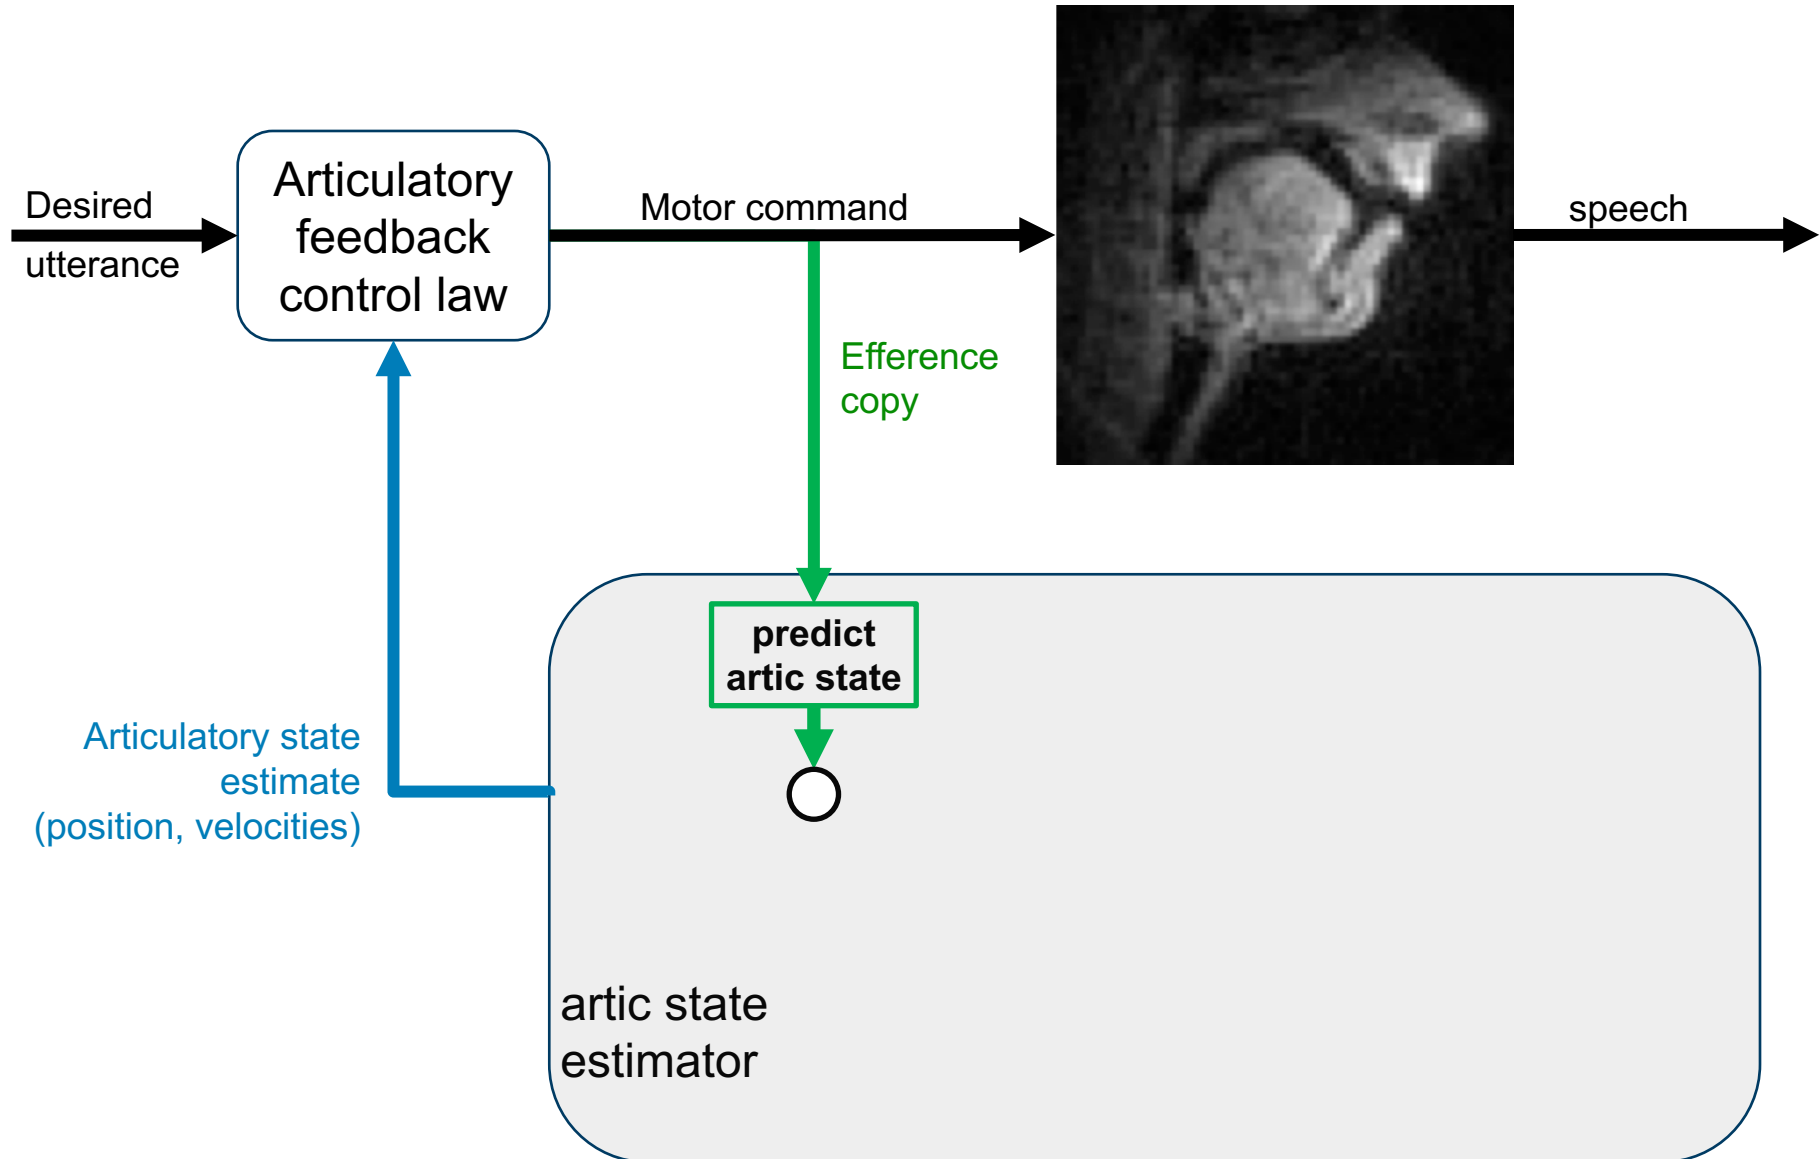 Desired
utterance
Articulatory
feedback
control law
Motor command
speech
Efference
copy
predict
artic state
Articulatory state
estimate
(position, velocities)
artic state
estimator